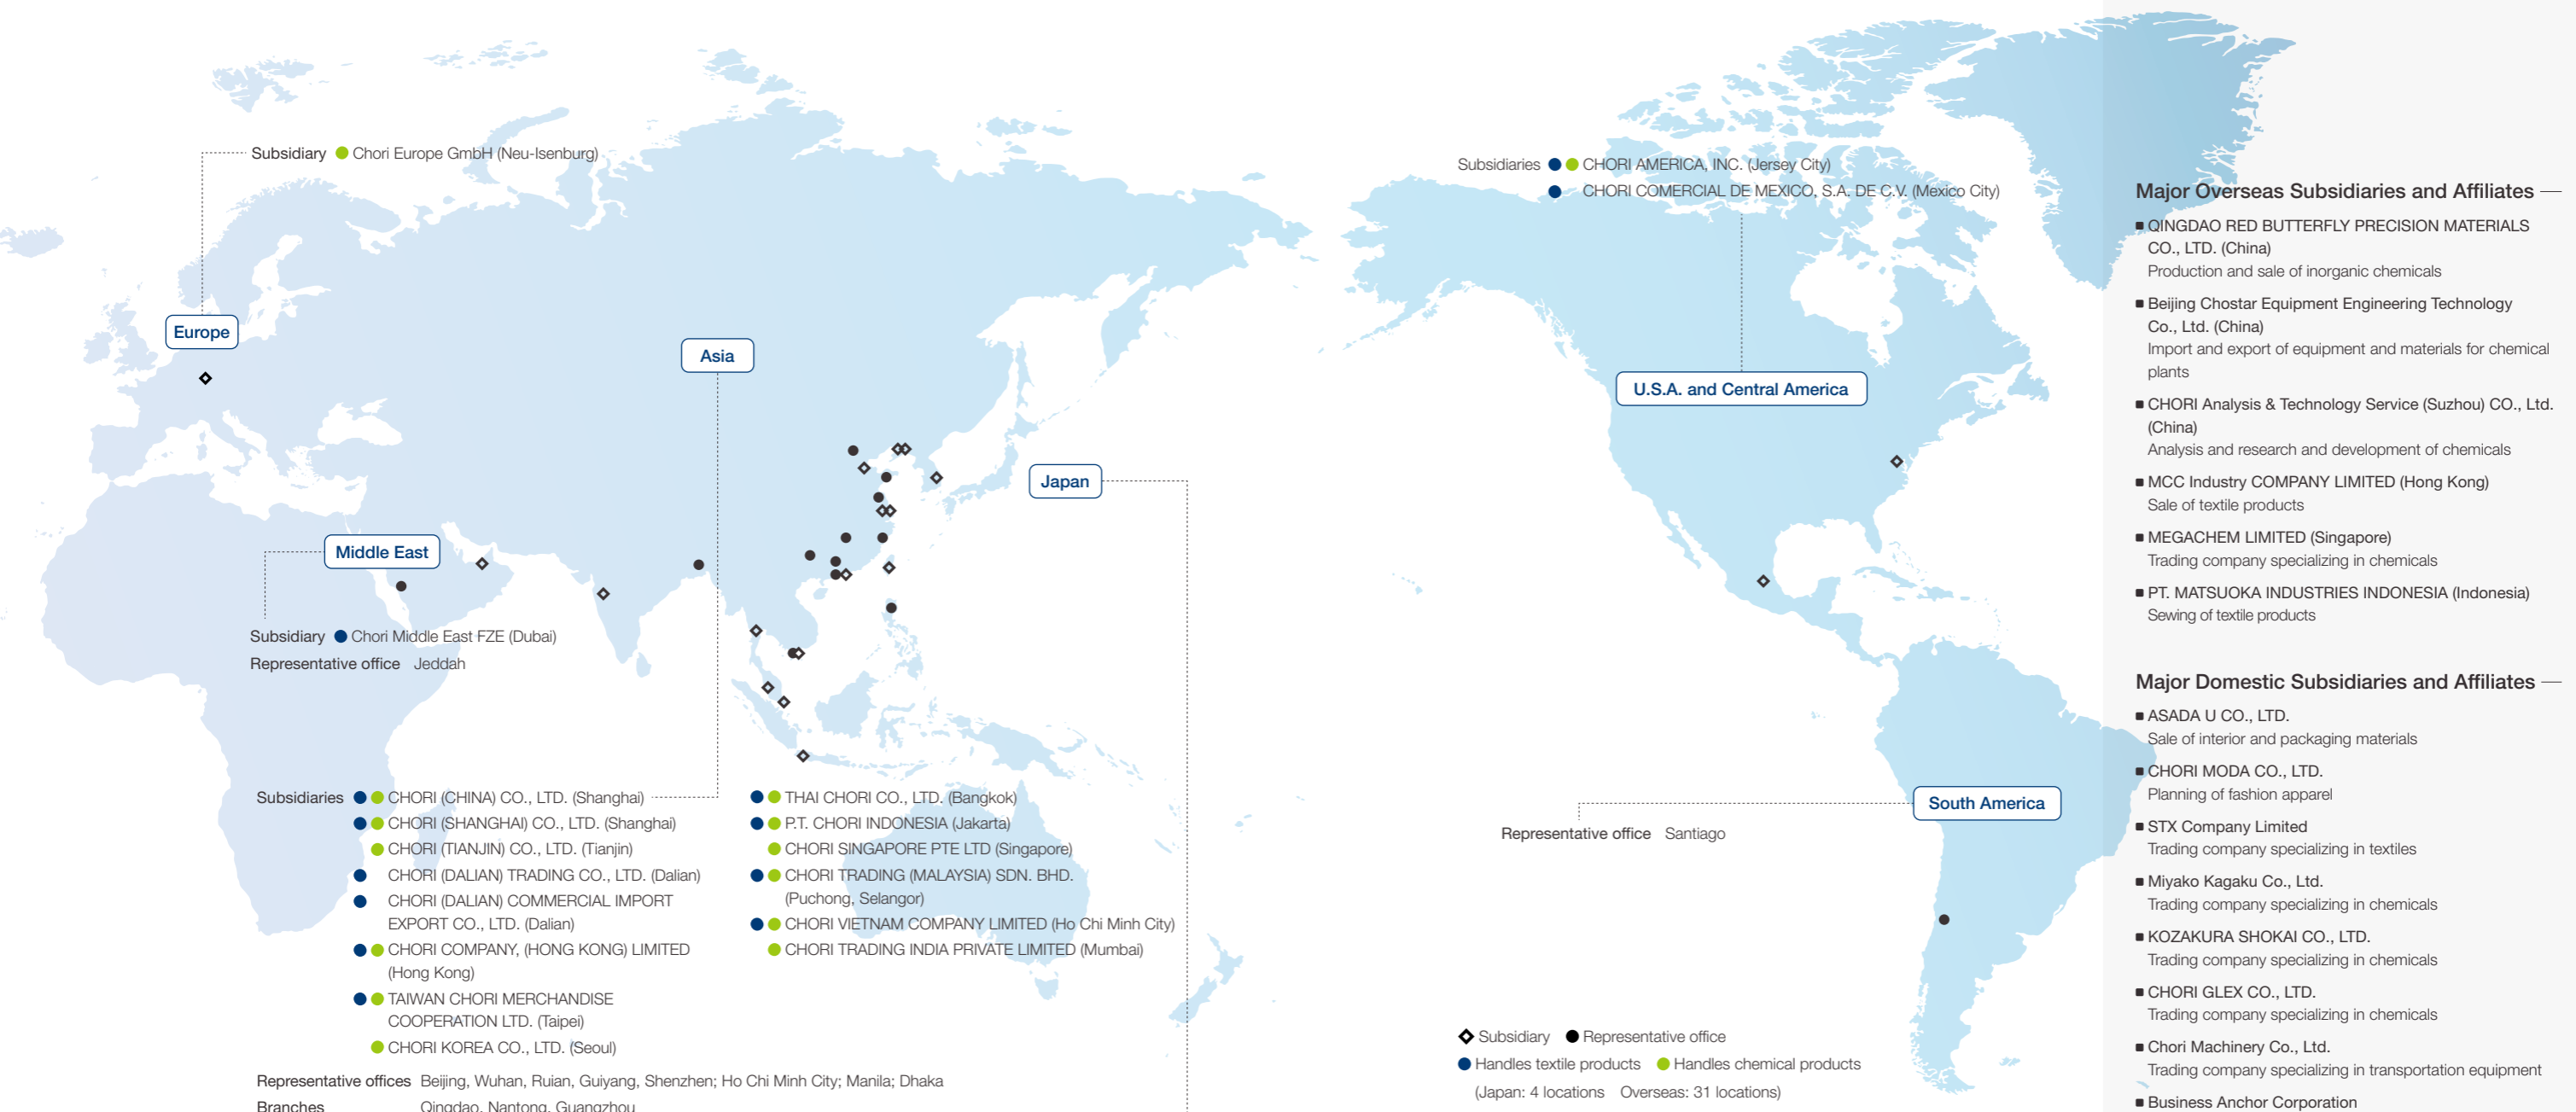 Subsidiary Chori Europe GmbH (Neu-Isenburg)
Europe
Asia
Japan
Middle East
Subsidiary Chori Middle East FZE (Dubai)
Representative office Jeddah
Subsidiaries CHORI (CHINA) CO., LTD. (Shanghai)
CHORI (SHANGHAI) CO., LTD. (Shanghai)
CHORI (TIANJIN) CO., LTD. (Tianjin)
CHORI (DALIAN) TRADING CO., LTD. (Dalian)
CHORI (DALIAN) COMMERCIAL IMPORT
EXPORT CO., LTD. (Dalian)
CHORI COMPANY, (HONG KONG) LIMITED
(Hong Kong)
TAIWAN CHORI MERCHANDISE
COOPERATION LTD. (Taipei)
CHORI KOREA CO., LTD. (Seoul)
THAI CHORI CO., LTD. (Bangkok)
P.T. CHORI INDONESIA (Jakarta)
CHORI SINGAPORE PTE LTD (Singapore)
CHORI TRADING (MALAYSIA) SDN. BHD.
(Puchong, Selangor)
CHORI VIETNAM COMPANY LIMITED (Ho Chi Minh City)
CHORI TRADING INDIA PRIVATE LIMITED (Mumbai)
Representative offices Beijing, Wuhan, Ruian, Guiyang, Shenzhen; Ho Chi Minh City; Manila; Dhaka
Branches Qingdao, Nantong, Guangzhou
Subsidiaries CHORI AMERICA, INC. (Jersey City)
CHORI COMERCIAL DE MEXICO, S.A. DE C.V. (Mexico City)
U.S.A. and Central America
South America
Representative office Santiago
Subsidiary Representative office
Handles textile products Handles chemical products
(Japan: 4 locations Overseas: 31 locations)
Major Overseas Subsidiaries and Affiliates
QINGDAO RED BUTTERFLY PRECISION MATERIALS
CO., LTD. (China)
Production and sale of inorganic chemicals
Beijing Chostar Equipment Engineering Technology
Co., Ltd. (China)
Import and export of equipment and materials for chemical
plants
CHORI Analysis & Technology Service (Suzhou) CO., Ltd.
(China)
Analysis and research and development of chemicals
MCC Industry COMPANY LIMITED (Hong Kong)
Sale of textile products
MEGACHEM LIMITED (Singapore)
Trading company specializing in chemicals
PT. MATSUOKA INDUSTRIES INDONESIA (Indonesia)
Sewing of textile products
Major Domestic Subsidiaries and Affiliates
ASADA U CO., LTD.
Sale of interior and packaging materials
CHORI MODA CO., LTD.
Planning of fashion apparel
STX Company Limited
Trading company specializing in textiles
Miyako Kagaku Co., Ltd.
Trading company specializing in chemicals
KOZAKURA SHOKAI CO., LTD.
Trading company specializing in chemicals
CHORI GLEX CO., LTD.
Trading company specializing in chemicals
Chori Machinery Co., Ltd.
Trading company specializing in transportation equipment
Business Anchor Corporation